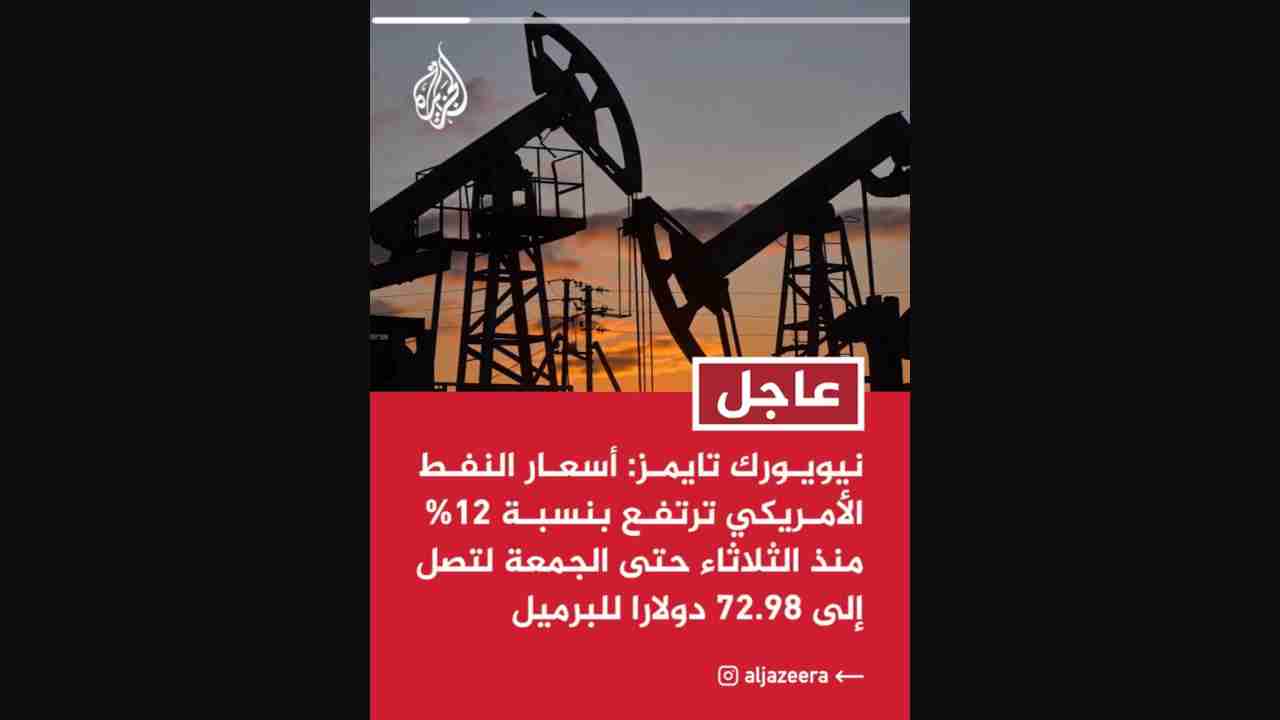 الجزيرة
عاجل
نيويورك تايمز: أسعار النفط
الأمريكي ترتفع بنسبة 12%
منذ الثلاثاء حتى الجمعة لتصل
إلى 72.98 دولارا للبرميل
aljazeera